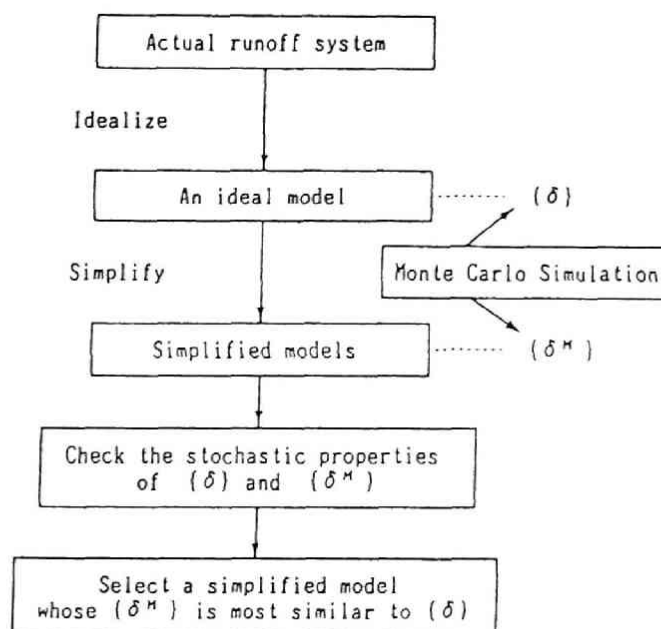 Actual runoff system
Idealize
An ideal model
{δ}
Simplify
Monte Carlo Simulation
Simplified models
{δᴹ}
Check the stochastic properties
of {δ} and {δᴹ}
Select a simplified model
whose {δᴹ} is most similar to {δ}